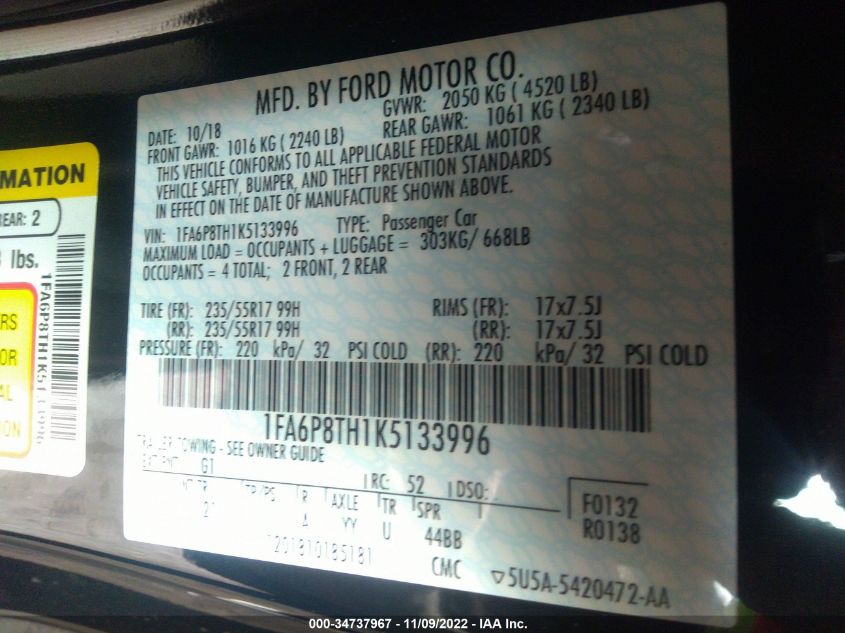 MFD. BY FORD MOTOR CO.
DATE: 10/18 GVWR: 2050 KG ( 4520 LB)
FRONT GAWR: 1016 KG ( 2240 LB) REAR GAWR: 1061 KG ( 2340 LB)
THIS VEHICLE CONFORMS TO ALL APPLICABLE FEDERAL MOTOR
VEHICLE SAFETY, BUMPER, AND THEFT PREVENTION STANDARDS
IN EFFECT ON THE DATE OF MANUFACTURE SHOWN ABOVE.
VIN: 1FA6P8TH1K5133996 TYPE: Passenger Car
MAXIMUM LOAD = OCCUPANTS + LUGGAGE = 303KG/ 668LB
OCCUPANTS = 4 TOTAL; 2 FRONT, 2 REAR
TIRE (FR): 235/55R17 99H RIMS (FR): 17x7.5J
(RR): 235/55R17 99H (RR): 17x7.5J
PRESSURE (FR): 220 kPa/ 32 PSI COLD (RR): 220 kPa/ 32 PSI COLD
1FA6P8TH1K5133996
TRAILER TOWING - SEE OWNER GUIDE
G1 RC: 52 DSO: F0132
R AXLE TR SPR R0138
A YY U 44BB
CMC 5U5A-5420472-AA
MATION
REAR: 2
lbs.
1FA6P8TH1K5133996
RS
OR
AL
ION
000-34737967 - 11/09/2022 - IAA Inc.